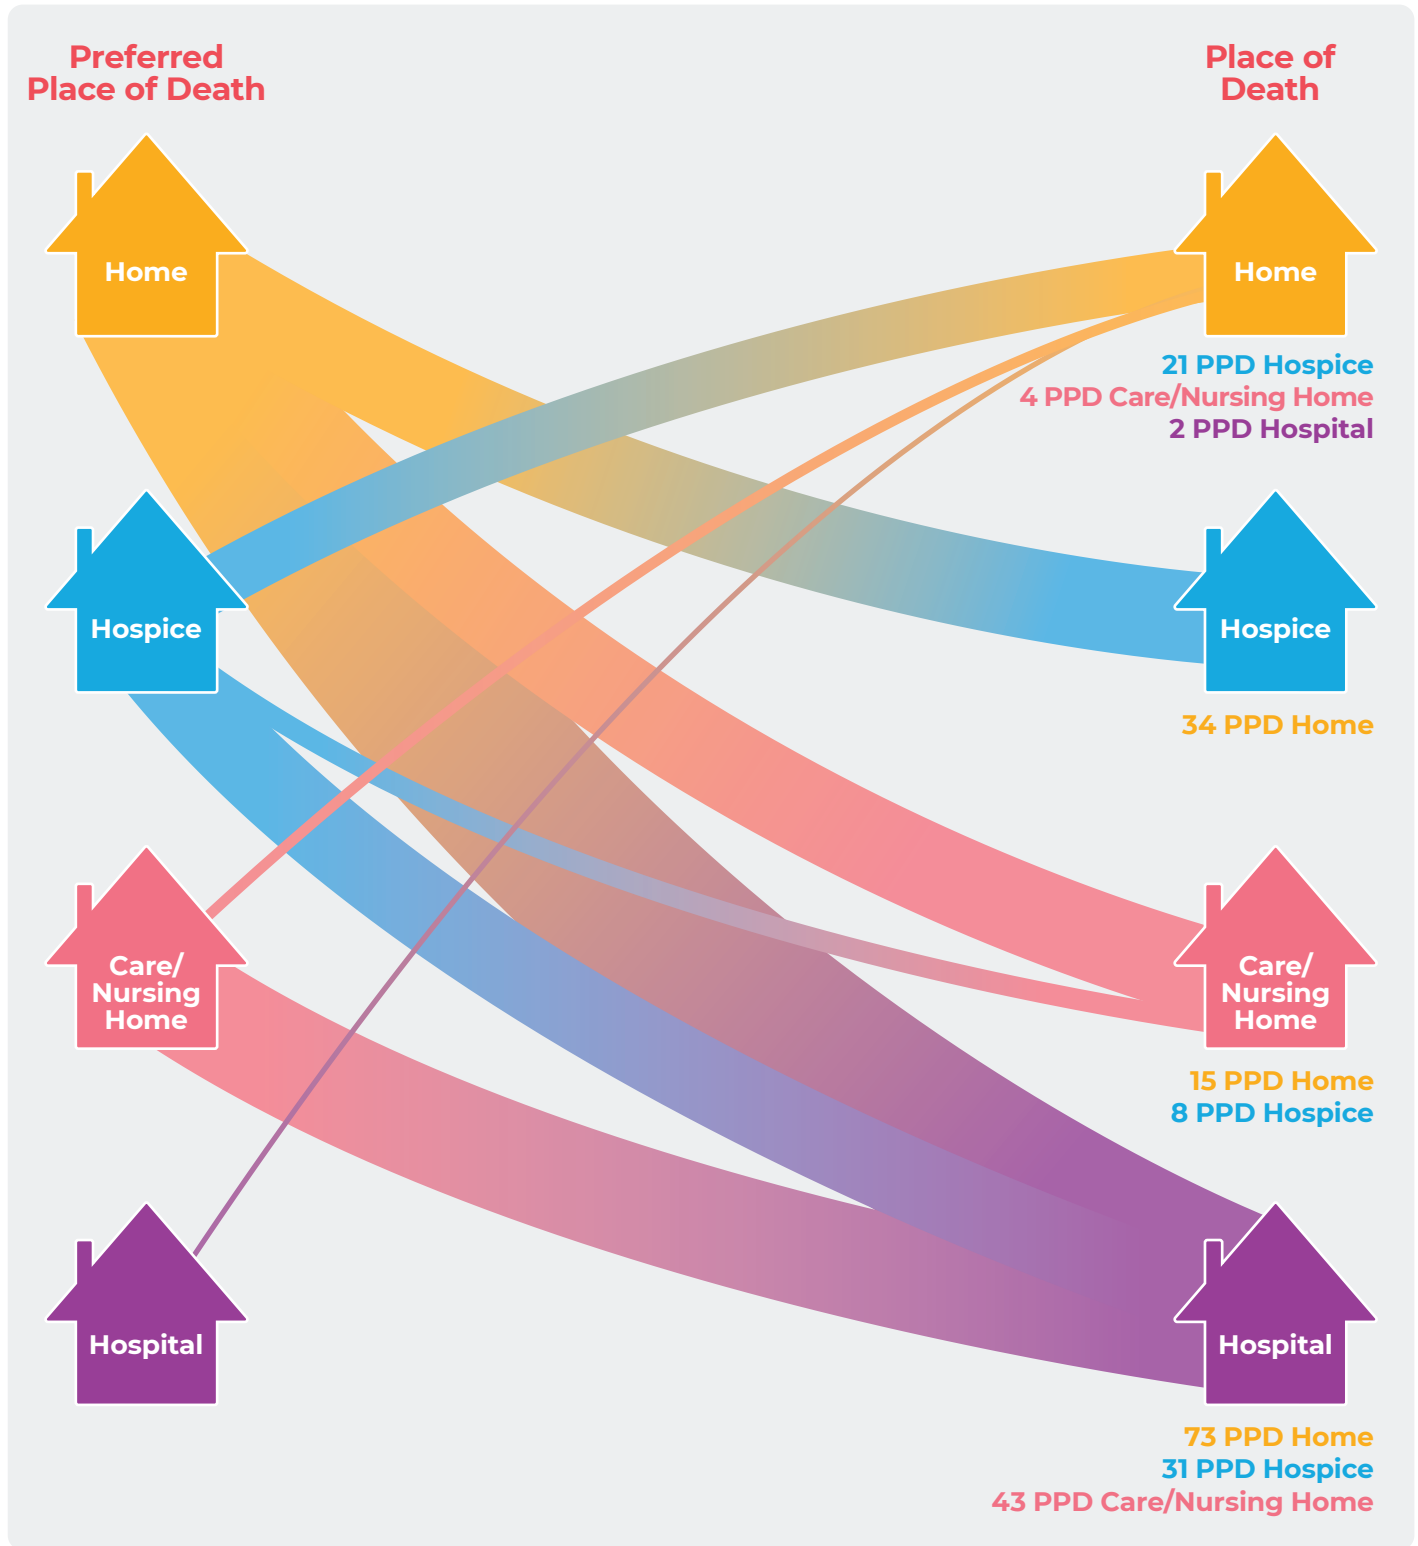 Preferred
Place of Death
Place of
Death
Home
Home
21 PPD Hospice
4 PPD Care/Nursing Home
2 PPD Hospital
Hospice
Hospice
34 PPD Home
Care/
Nursing
Home
Care/
Nursing
Home
15 PPD Home
8 PPD Hospice
Hospital
Hospital
73 PPD Home
31 PPD Hospice
43 PPD Care/Nursing Home